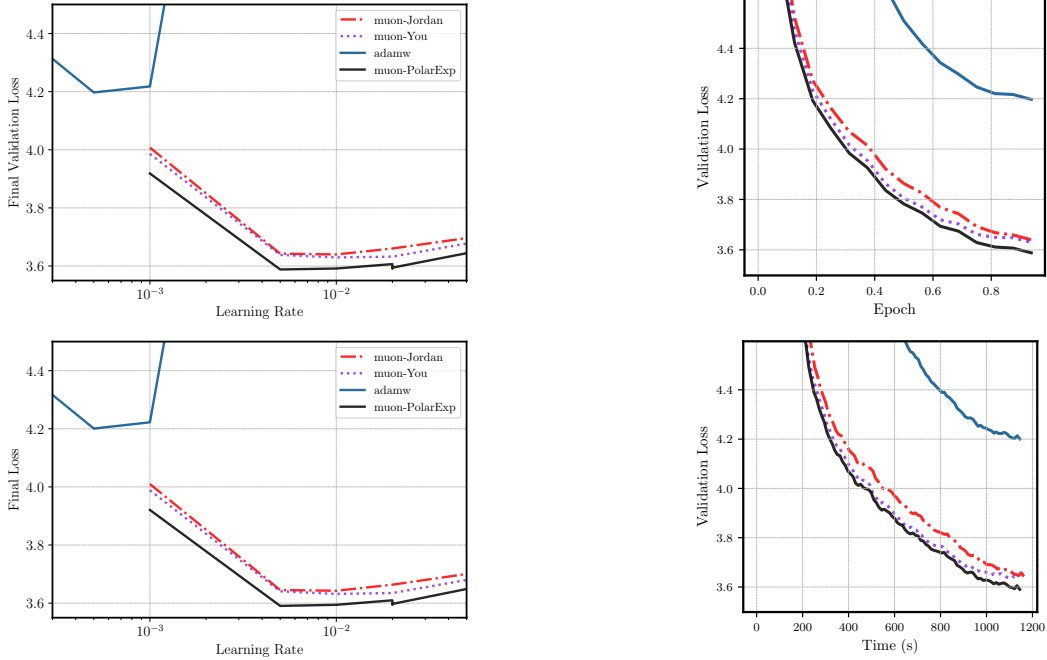 4.4
4.2
4.0
3.8
3.6
Final Validation Loss
muon-Jordan
muon-You
adamw
muon-PolarExp
10⁻³
10⁻²
Learning Rate
4.4
4.2
4.0
3.8
3.6
Validation Loss
0.0
0.2
0.4
0.6
0.8
Epoch
4.4
4.2
4.0
3.8
3.6
Final Loss
muon-Jordan
muon-You
adamw
muon-PolarExp
10⁻³
10⁻²
Learning Rate
4.4
4.2
4.0
3.8
3.6
Validation Loss
0
200
400
600
800
1000
1200
Time (s)